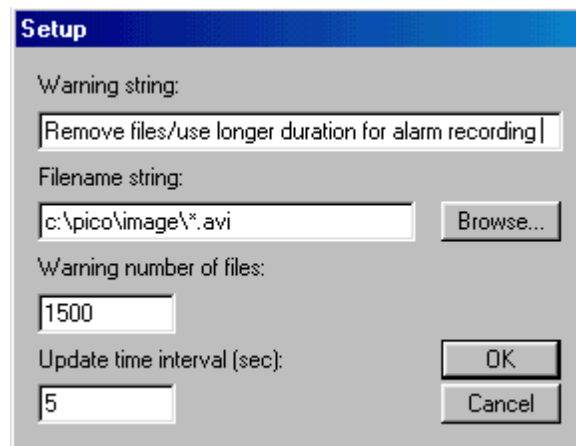 Setup
Warning string:
Remove files/use longer duration for alarm recording
Filename string:
c:\pico\image\*.avi
Browse...
Warning number of files:
1500
Update time interval (sec):
OK
5
Cancel